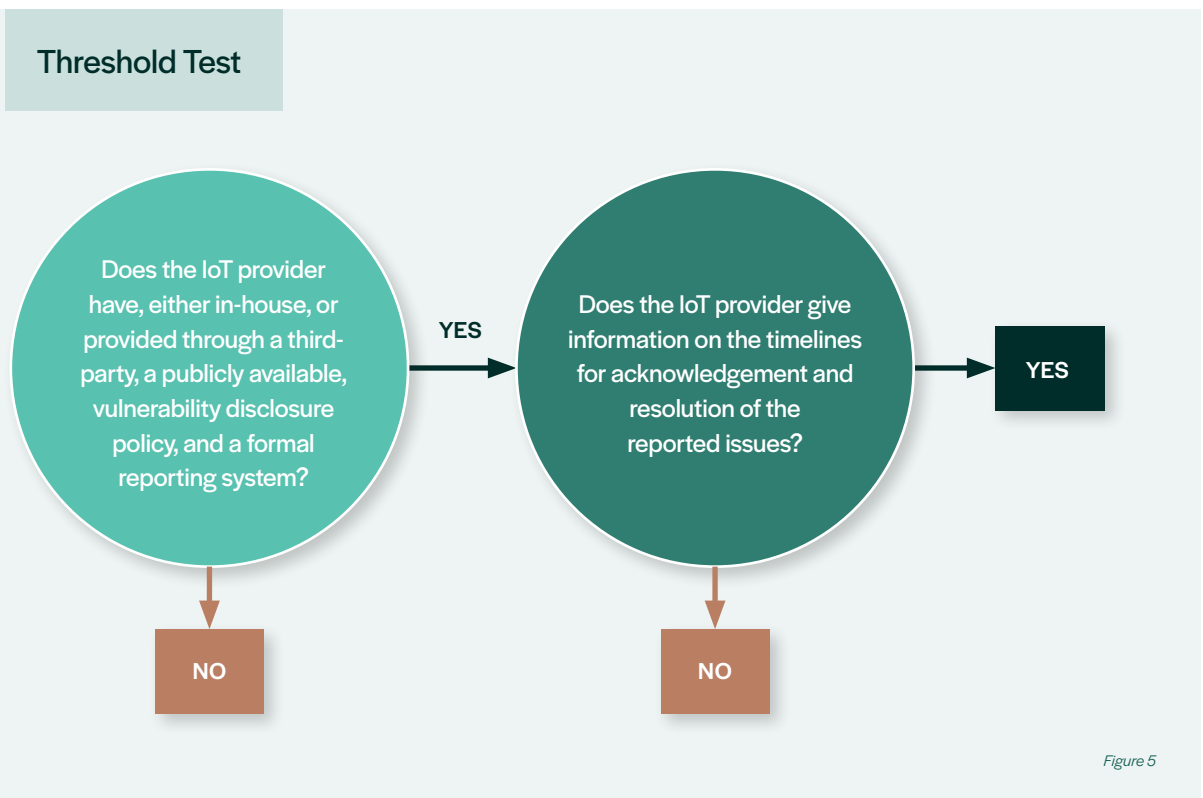 Threshold Test
Does the IoT provider
have, either in-house, or
provided through a third-
party, a publicly available,
vulnerability disclosure
policy, and a formal
reporting system?
YES
Does the IoT provider give
information on the timelines
for acknowledgement and
resolution of the
reported issues?
YES
NO
NO
Figure 5